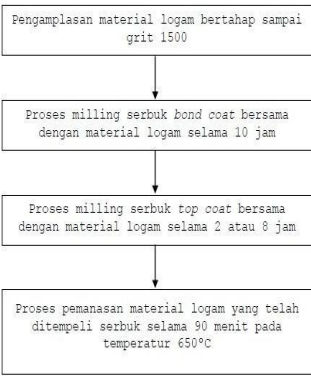 Pengamplasan material logam bertahap sampai
grit 1500
Proses milling serbuk bond coat bersama
dengan material logam selama 10 jam
Proses milling serbuk top coat bersama
dengan material logam selama 2 atau 8 jam
Proses pemanasan material logam yang telah
ditempeli serbuk selama 90 menit pada
temperatur 650°C